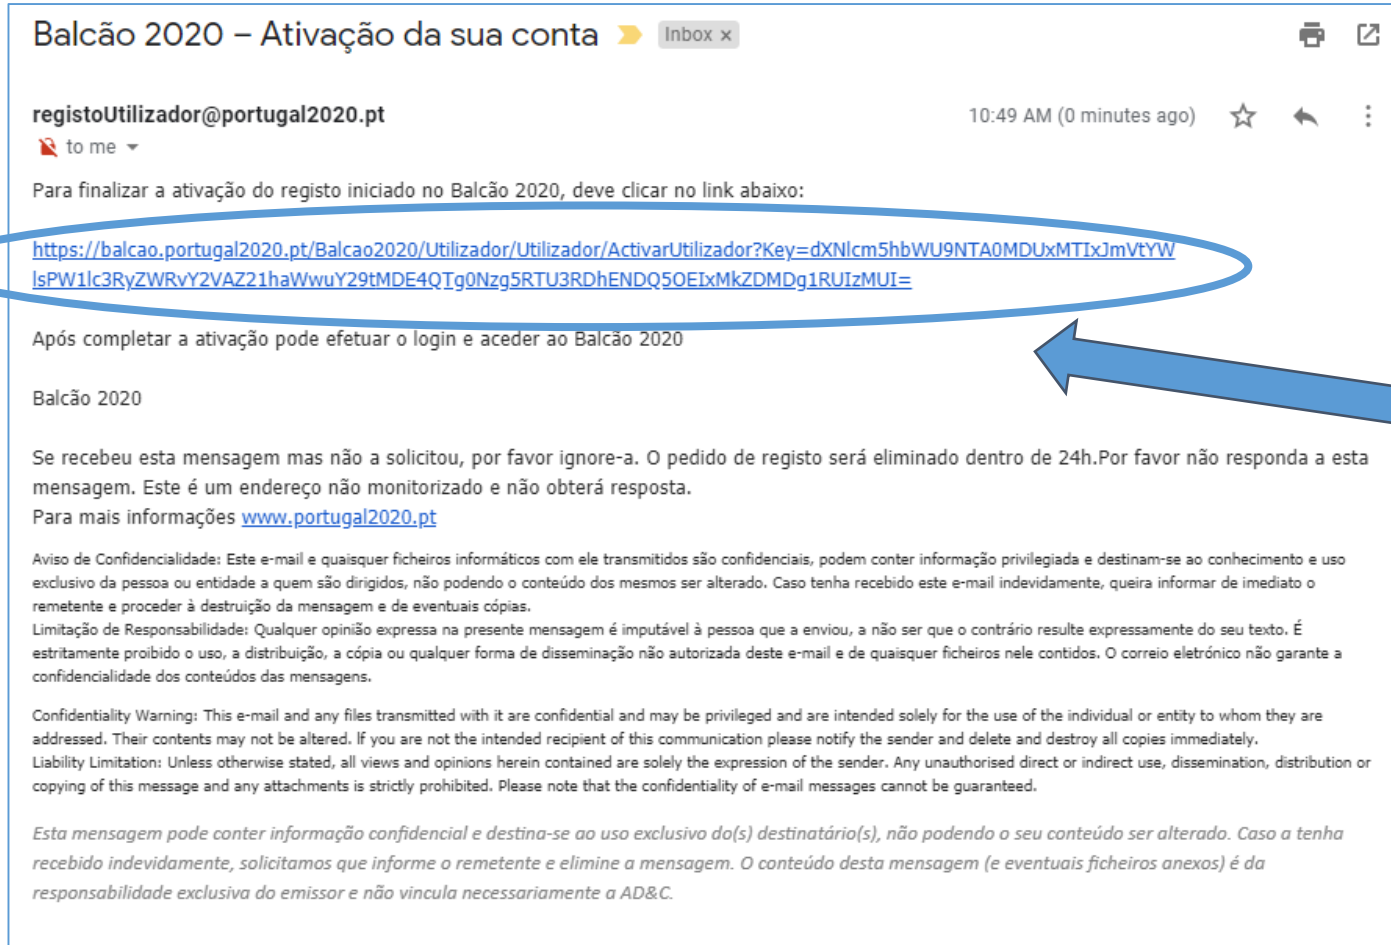 Balcão 2020 – Ativação da sua conta Inbox x
registoUtilizador@portugal2020.pt 10:49 AM (0 minutes ago)
to me
Para finalizar a ativação do registo iniciado no Balcão 2020, deve clicar no link abaixo:
https://balcao.portugal2020.pt/Balcao2020/Utilizador/Utilizador/ActivarUtilizador?Key=dXNlcm5hbWU9NTA0MDUxMTIxJmVtYW
lsPW1lc3RyZWRvY2VAZ21haWwuY29tMDE4QTg0Nzg5RTU3RDhENDQ5OEIxMkZDMDg1RUIzMUI=
Após completar a ativação pode efetuar o login e aceder ao Balcão 2020
Balcão 2020
Se recebeu esta mensagem mas não a solicitou, por favor ignore-a. O pedido de registo será eliminado dentro de 24h.Por favor não responda a esta
mensagem. Este é um endereço não monitorizado e não obterá resposta.
Para mais informações www.portugal2020.pt
Aviso de Confidencialidade: Este e-mail e quaisquer ficheiros informáticos com ele transmitidos são confidenciais, podem conter informação privilegiada e destinam-se ao conhecimento e uso
exclusivo da pessoa ou entidade a quem são dirigidos, não podendo o conteúdo dos mesmos ser alterado. Caso tenha recebido este e-mail indevidamente, queira informar de imediato o
remetente e proceder à destruição da mensagem e de eventuais cópias.
Limitação de Responsabilidade: Qualquer opinião expressa na presente mensagem é imputável à pessoa que a enviou, a não ser que o contrário resulte expressamente do seu texto. É
estritamente proibido o uso, a distribuição, a cópia ou qualquer forma de disseminação não autorizada deste e-mail e de quaisquer ficheiros nele contidos. O correio eletrónico não garante a
confidencialidade dos conteúdos das mensagens.
Confidentiality Warning: This e-mail and any files transmitted with it are confidential and may be privileged and are intended solely for the use of the individual or entity to whom they are
addressed. Their contents may not be altered. If you are not the intended recipient of this communication please notify the sender and delete and destroy all copies immediately.
Liability Limitation: Unless otherwise stated, all views and opinions herein contained are solely the expression of the sender. Any unauthorised direct or indirect use, dissemination, distribution or
copying of this message and any attachments is strictly prohibited. Please note that the confidentiality of e-mail messages cannot be guaranteed.
Esta mensagem pode conter informação confidencial e destina-se ao uso exclusivo do(s) destinatário(s), não podendo o seu conteúdo ser alterado. Caso a tenha
recebido indevidamente, solicitamos que informe o remetente e elimine a mensagem. O conteúdo desta mensagem (e eventuais ficheiros anexos) é da
responsabilidade exclusiva do emissor e não vincula necessariamente a AD&C.